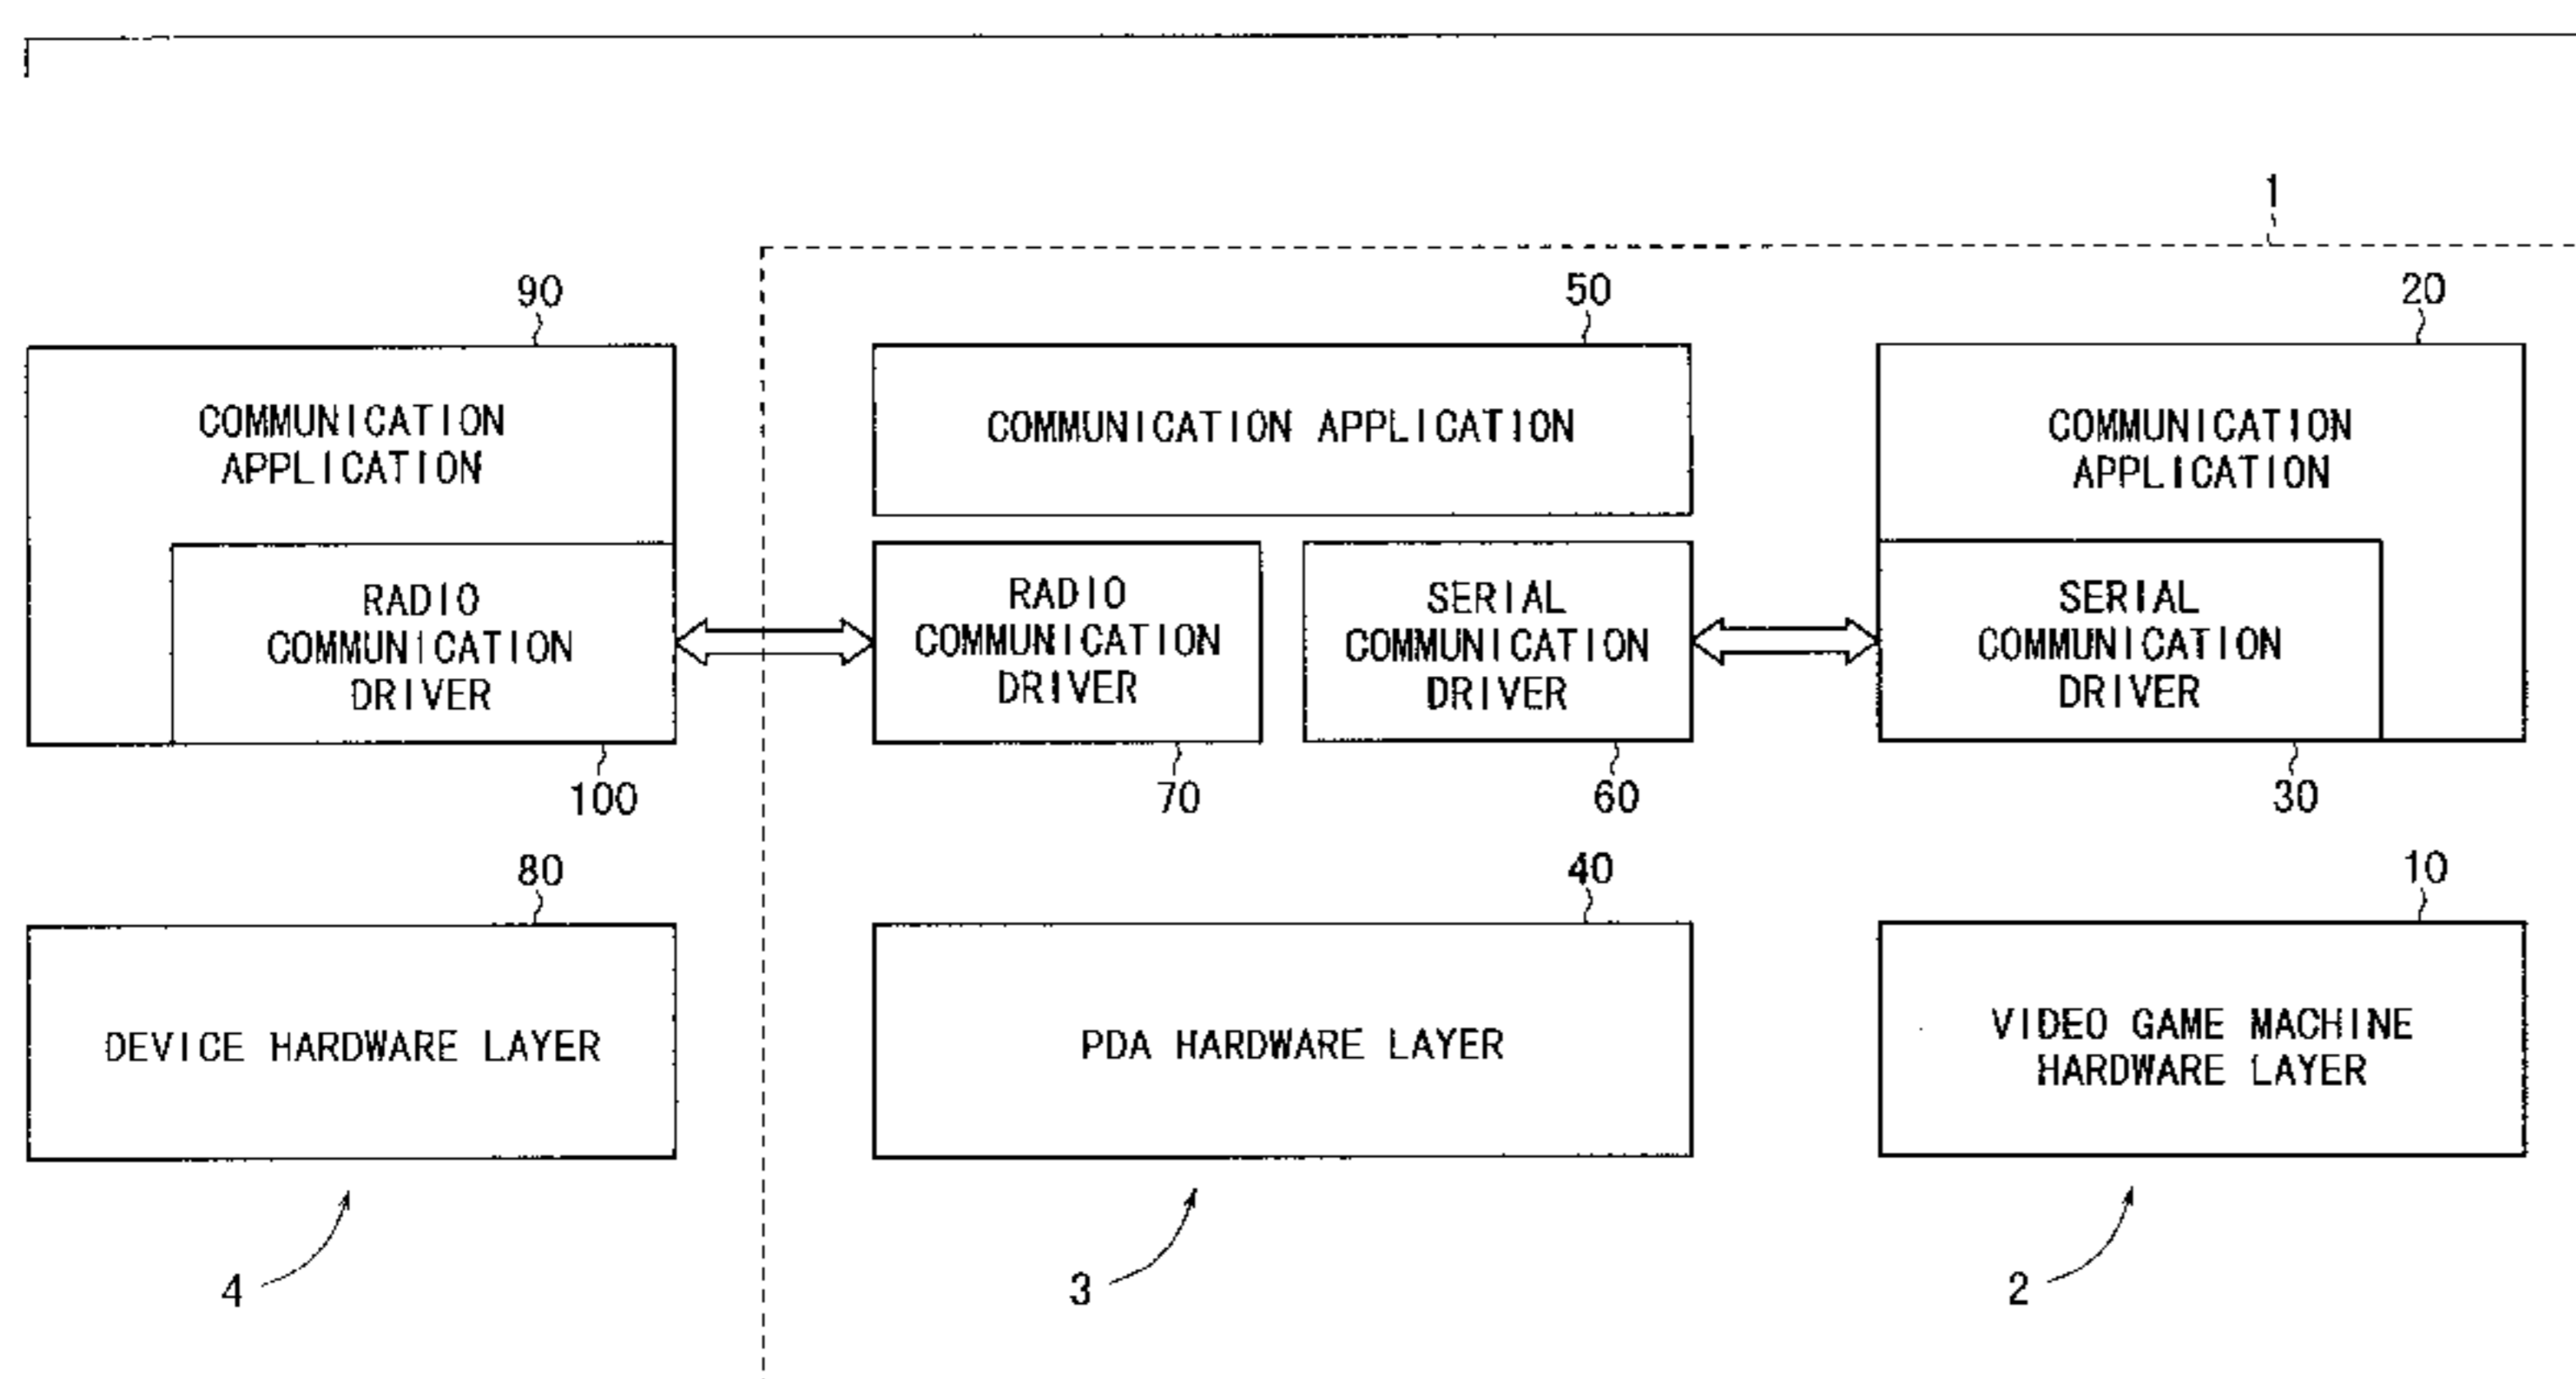 1
90
50
20
COMMUNICATION
APPLICATION
COMMUNICATION APPLICATION
COMMUNICATION
APPLICATION
RADIO
COMMUNICATION
DRIVER
RADIO
COMMUNICATION
DRIVER
SERIAL
COMMUNICATION
DRIVER
SERIAL
COMMUNICATION
DRIVER
100
70
60
30
80
40
10
DEVICE HARDWARE LAYER
PDA HARDWARE LAYER
VIDEO GAME MACHINE
HARDWARE LAYER
4
3
2